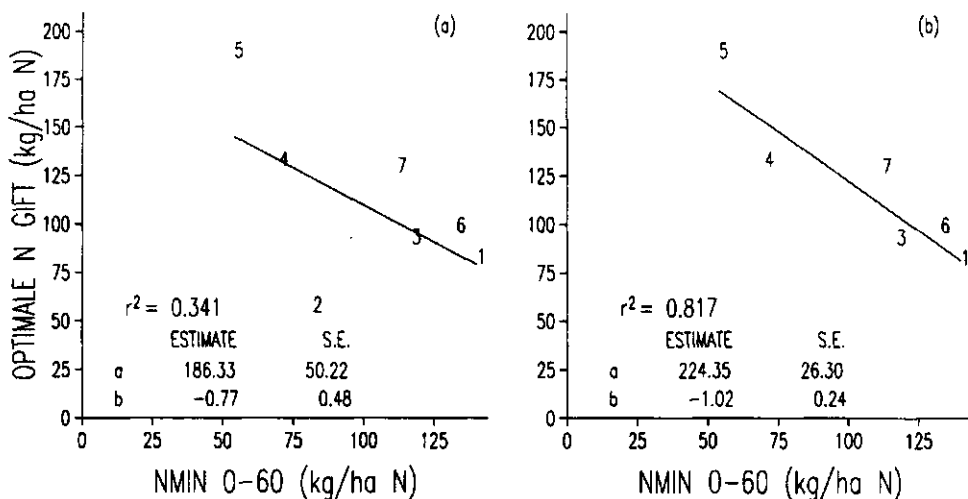 (a)
OPTIMALE N GIFT (kg/ha N)
200
175
150
125
100
75
50
25
0
5
4
7
6
3
1
2
r² = 0.341
ESTIMATE S.E.
a 186.33 50.22
b -0.77 0.48
0 25 50 75 100 125
NMIN 0-60 (kg/ha N)
(b)
200
175
150
125
100
75
50
25
0
5
4
7
6
3
1
r² = 0.817
ESTIMATE S.E.
a 224.35 26.30
b -1.02 0.24
0 25 50 75 100 125
NMIN 0-60 (kg/ha N)